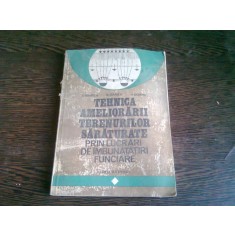 TEHNICA
AMELIORĂRII
TERENURILOR
SĂRĂTURATE
PRIN LUCRĂRI
DE ÎMBUNĂTĂŢIRI
FUNCIARE